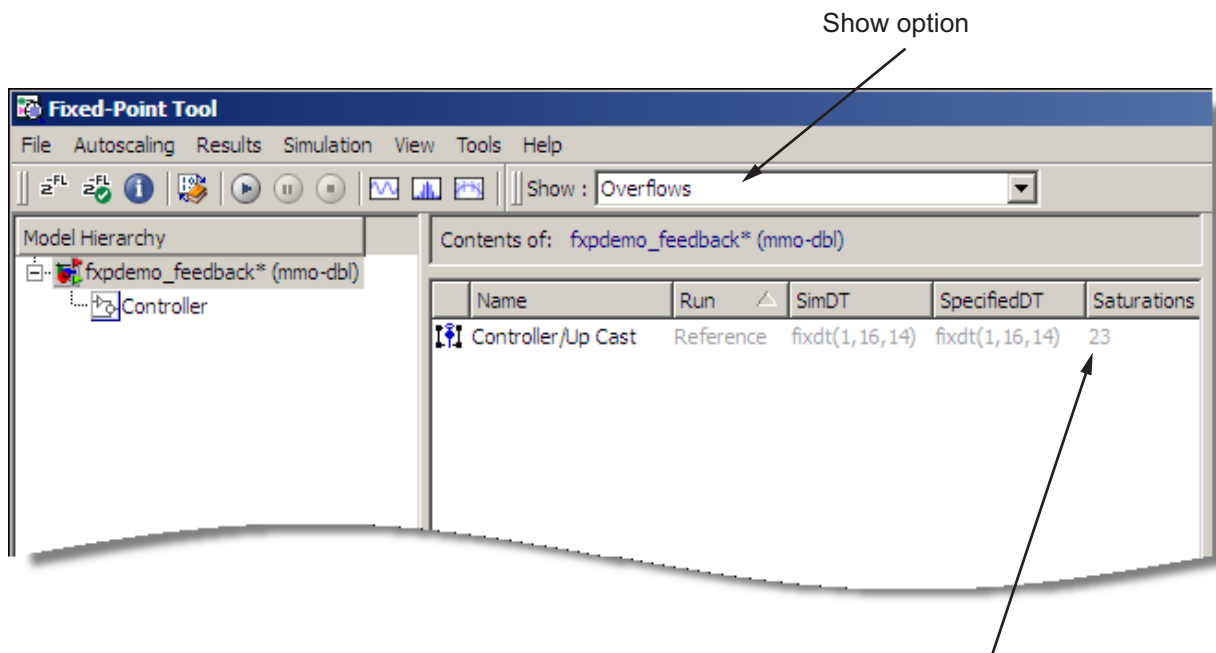 Show option
Fixed-Point Tool
File Autoscaling Results Simulation View Tools Help
Show : Overflows
Model Hierarchy
Contents of: fxpdemo_feedback* (mmo-dbl)
fxpdemo_feedback* (mmo-dbl)
Controller
Name Run SimDT SpecifiedDT Saturations
Controller/Up Cast Reference fixdt(1,16,14) fixdt(1,16,14) 23